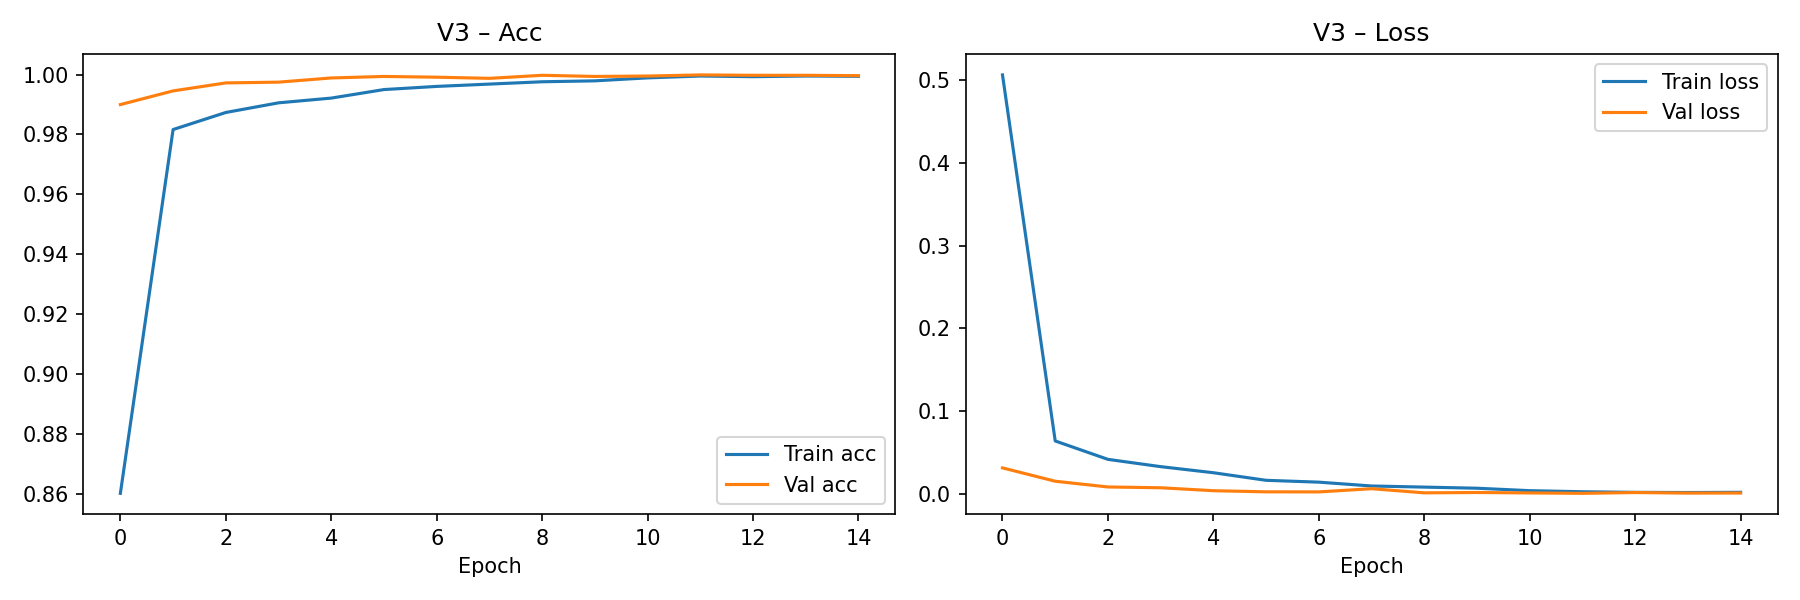 V3 – Acc
1.00
0.98
0.96
0.94
0.92
0.90
0.88
0.86
Train acc
Val acc
0 2 4 6 8 10 12 14
Epoch
V3 – Loss
0.5
0.4
0.3
0.2
0.1
0.0
Train loss
Val loss
0 2 4 6 8 10 12 14
Epoch